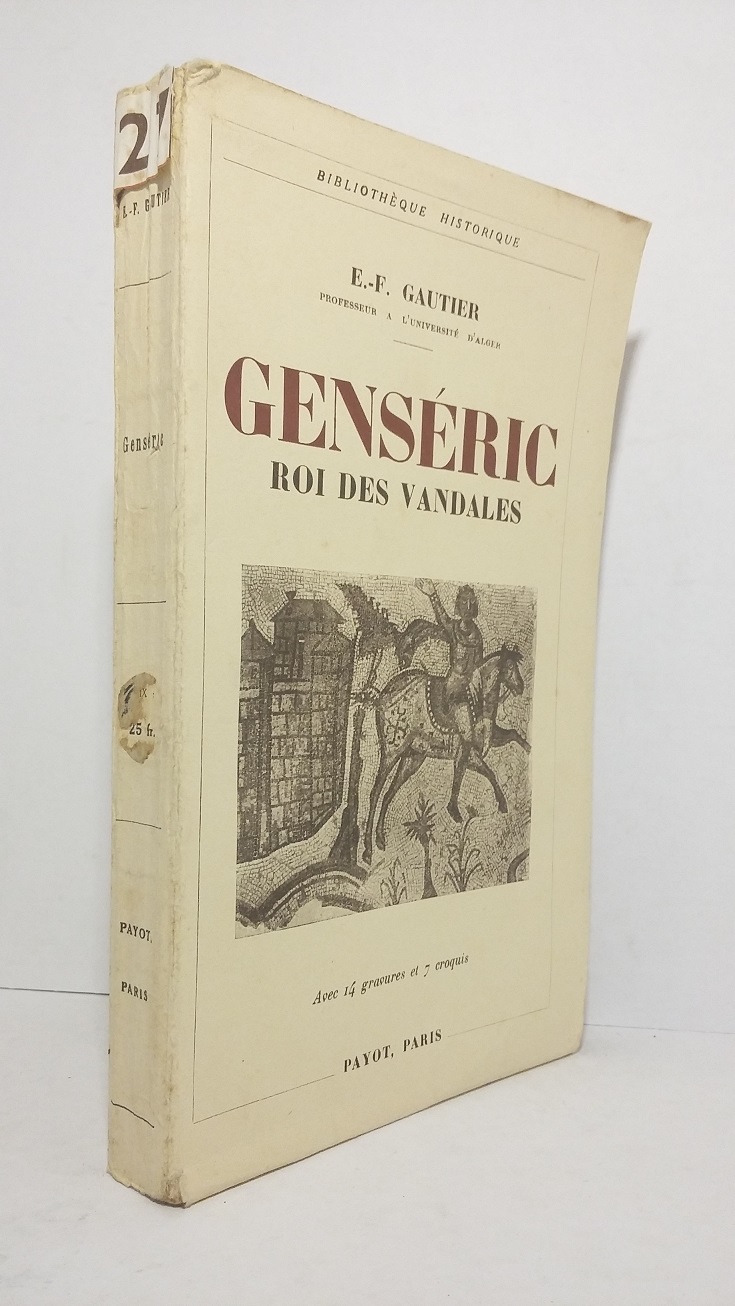 27
E.-F. GAUTIER
Genséric
25 fr.
PAYOT,
PARIS
BIBLIOTHÈQUE HISTORIQUE
E.-F. GAUTIER
PROFESSEUR A L'UNIVERSITÉ D'ALGER
GENSÉRIC
ROI DES VANDALES
Avec 14 gravures et 7 croquis
PAYOT, PARIS